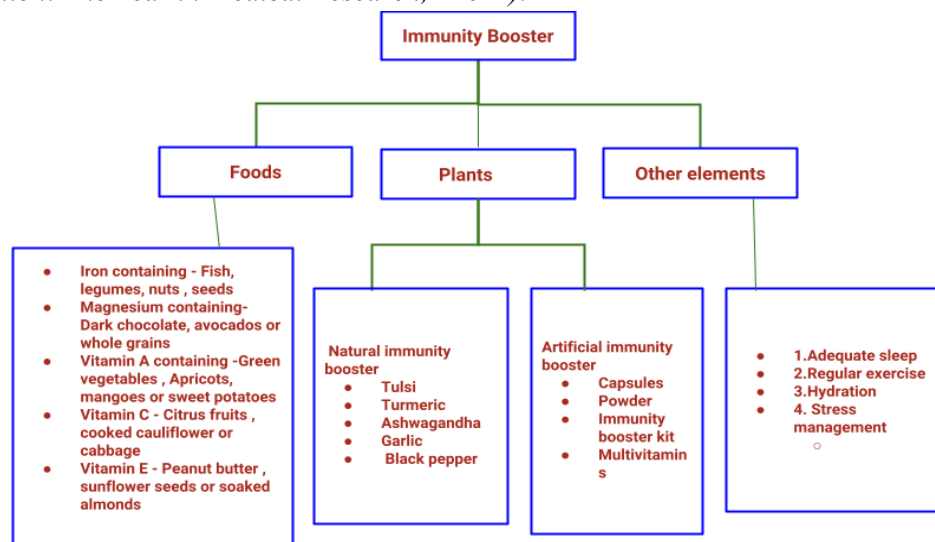 Immunity Booster
Foods
Plants
Other elements
● Iron containing - Fish,
legumes, nuts , seeds
● Magnesium containing-
Dark chocolate, avocados or
whole grains
● Vitamin A containing -Green
vegetables , Apricots,
mangoes or sweet potatoes
● Vitamin C - Citrus fruits ,
cooked cauliflower or
cabbage
● Vitamin E - Peanut butter ,
sunflower seeds or soaked
almonds
Natural immunity
booster
● Tulsi
● Turmeric
● Ashwagandha
● Garlic
● Black pepper
Artificial immunity
booster
● Capsules
● Powder
● Immunity
booster kit
● Multivitamin
s
● 1.Adequate sleep
● 2.Regular exercise
● 3.Hydration
● 4. Stress
management
○